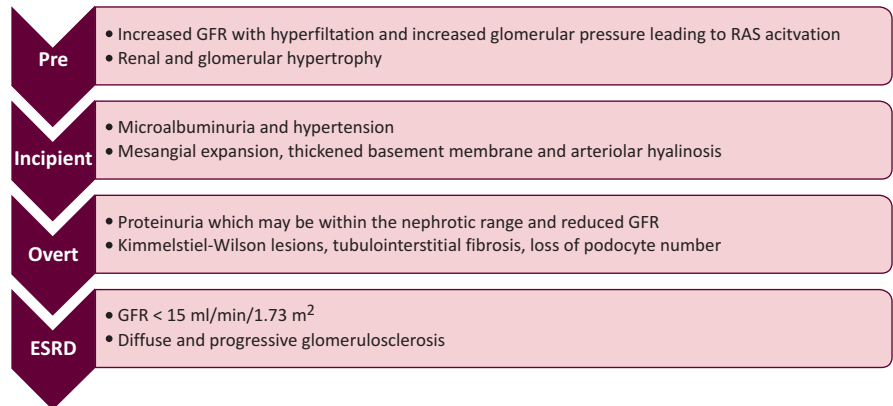 Pre
• Increased GFR with hyperfiltation and increased glomerular pressure leading to RAS acitvation
• Renal and glomerular hypertrophy
Incipient
• Microalbuminuria and hypertension
• Mesangial expansion, thickened basement membrane and arteriolar hyalinosis
Overt
• Proteinuria which may be within the nephrotic range and reduced GFR
• Kimmelstiel-Wilson lesions, tubulointerstitial fibrosis, loss of podocyte number
ESRD
• GFR < 15 ml/min/1.73 m²
• Diffuse and progressive glomerulosclerosis